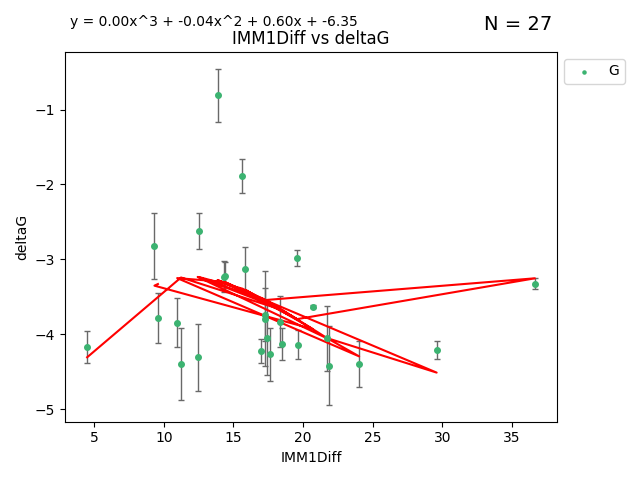 y = 0.00x^3 + -0.04x^2 + 0.60x + -6.35
N = 27
IMM1Diff vs deltaG
G
deltaG
−1
−2
−3
−4
−5
5 10 15 20 25 30 35
IMM1Diff